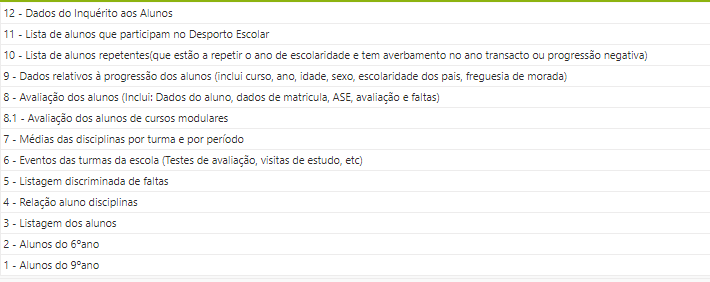 12 - Dados do Inquérito aos Alunos
11 - Lista de alunos que participam no Desporto Escolar
10 - Lista de alunos repetentes(que estão a repetir o ano de escolaridade e tem averbamento no ano transacto ou progressão negativa)
9 - Dados relativos à progressão dos alunos (inclui curso, ano, idade, sexo, escolaridade dos pais, freguesia de morada)
8 - Avaliação dos alunos (Inclui: Dados do aluno, dados de matricula, ASE, avaliação e faltas)
8.1 - Avaliação dos alunos de cursos modulares
7 - Médias das disciplinas por turma e por período
6 - Eventos das turmas da escola (Testes de avaliação, visitas de estudo, etc)
5 - Listagem discriminada de faltas
4 - Relação aluno disciplinas
3 - Listagem dos alunos
2 - Alunos do 6ºano
1 - Alunos do 9ºano